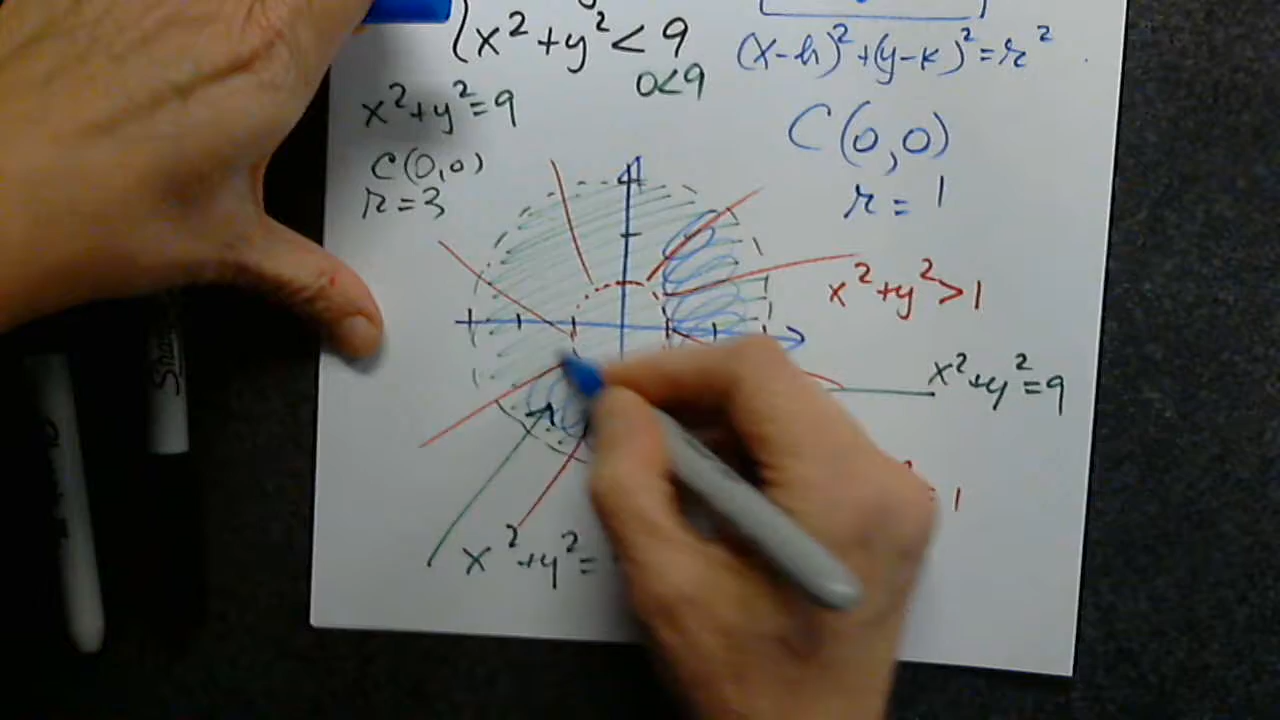 (x²+y²<9
0<9
(x-h)²+(y-k)²=r²
x²+y²=9
C(0,0)
r=3
C(0,0)
r=1
x²+y²>1
x²+y²=9
1
x²+y²=